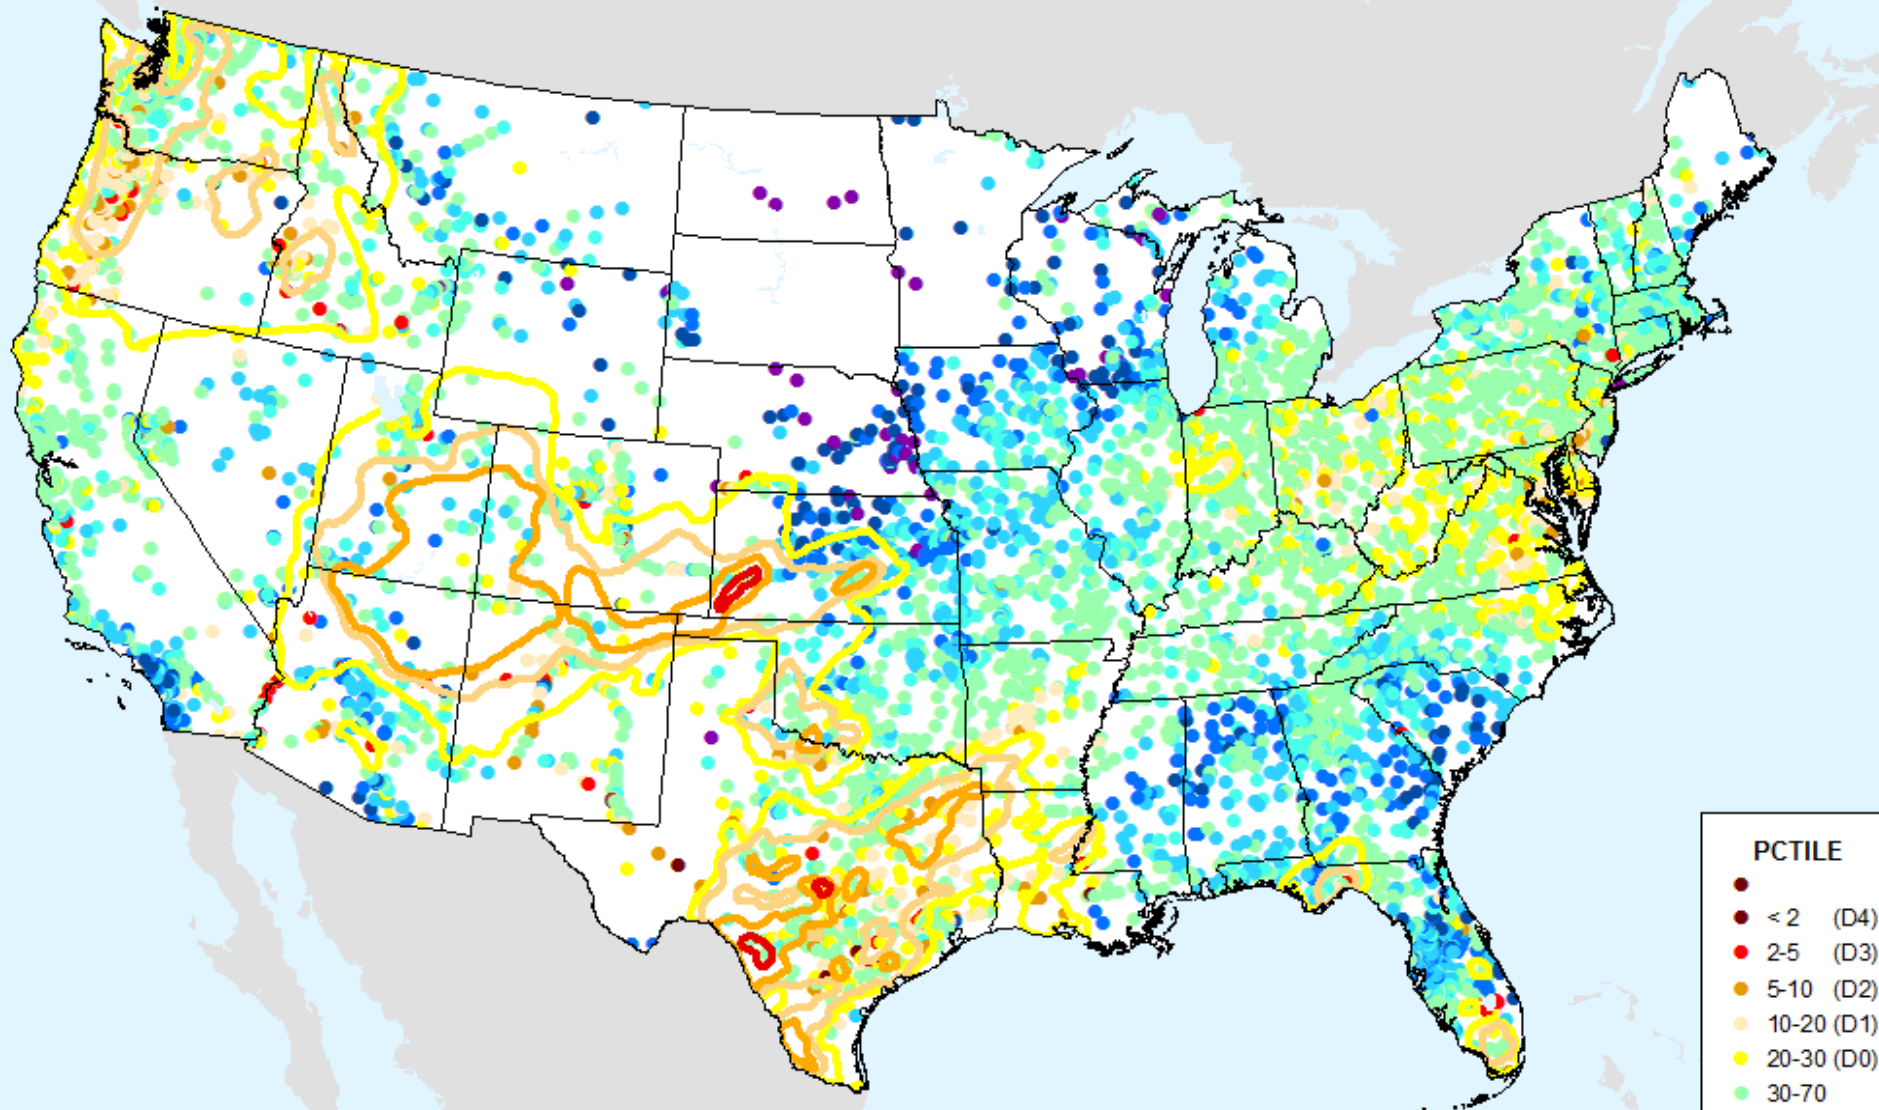 PCTILE
< 2 (D4)
2-5 (D3)
5-10 (D2)
10-20 (D1)
20-30 (D0)
30-70